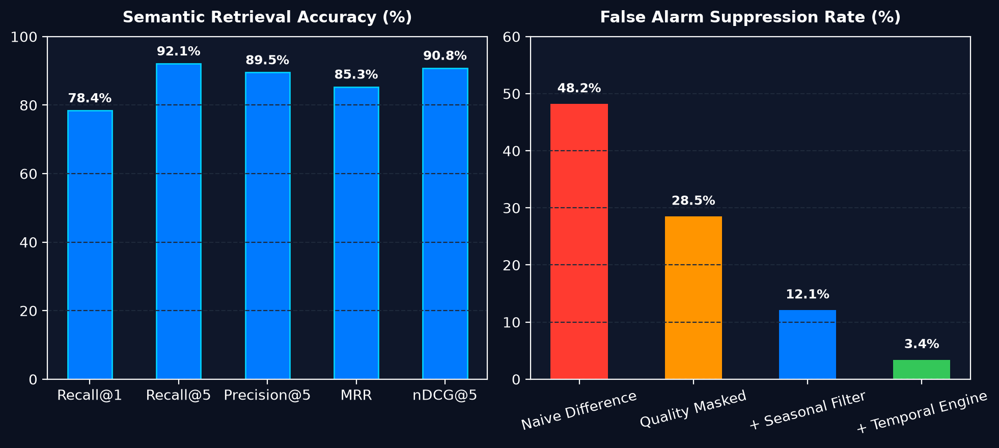 Semantic Retrieval Accuracy (%)
100
80
60
40
20
0
78.4%
92.1%
89.5%
85.3%
90.8%
Recall@1
Recall@5
Precision@5
MRR
nDCG@5
False Alarm Suppression Rate (%)
60
50
40
30
20
10
0
48.2%
28.5%
12.1%
3.4%
Naive Difference
Quality Masked
+ Seasonal Filter
+ Temporal Engine